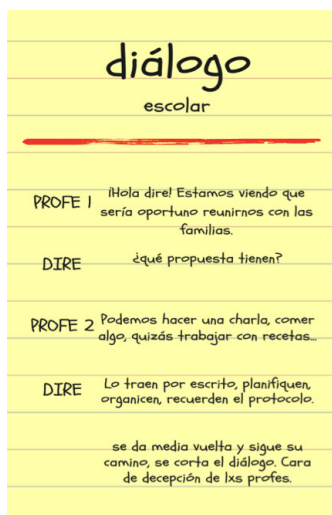 diálogo
escolar
PROFE 1 ¡Hola dire! Estamos viendo que
sería oportuno reunirnos con las
familias.
DIRE ¿qué propuesta tienen?
PROFE 2 Podemos hacer una charla, comer
algo, quizás trabajar con recetas...
DIRE Lo traen por escrito, planifiquen,
organicen, recuerden el protocolo.
se da media vuelta y sigue su
camino, se corta el diálogo. Cara
de decepción de lxs profes.